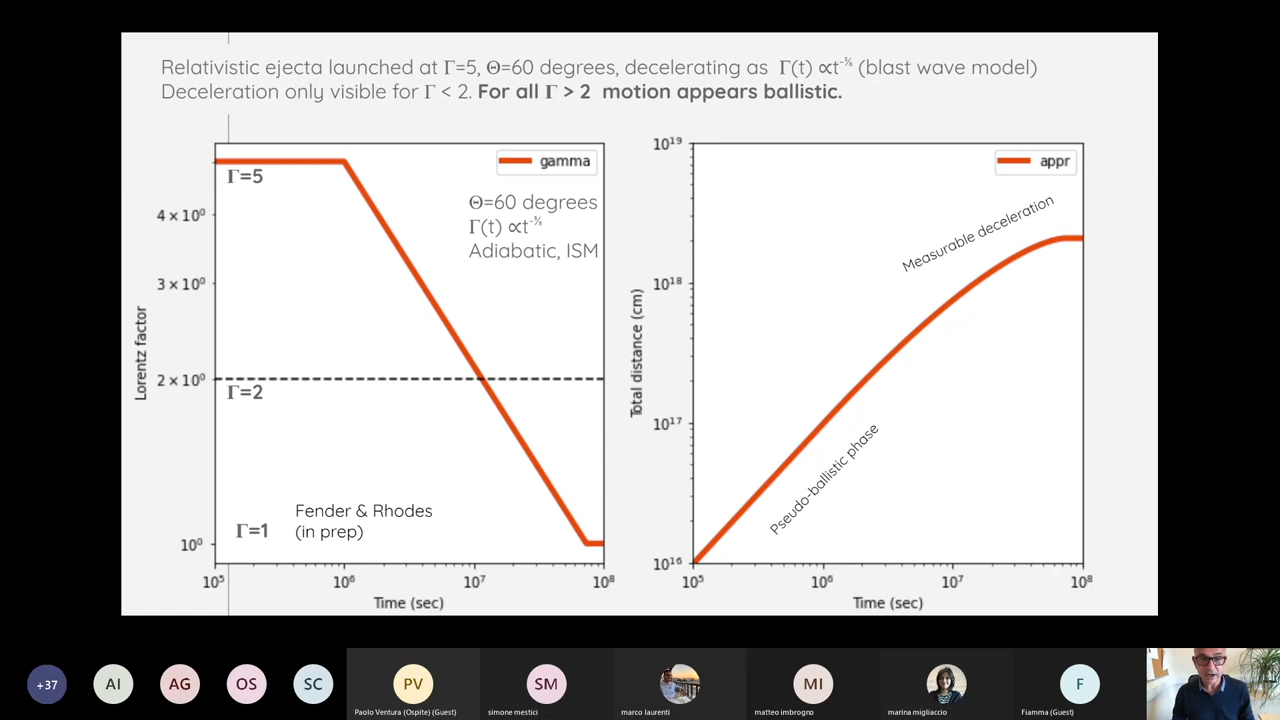 Relativistic ejecta launched at Γ=5, Θ=60 degrees, decelerating as Γ(t) ∝t^-⅜ (blast wave model)
Deceleration only visible for Γ < 2. For all Γ > 2 motion appears ballistic.
gamma
Γ=5
Θ=60 degrees
Γ(t) ∝t^-⅜
Adiabatic, ISM
4 × 10⁰
3 × 10⁰
2 × 10⁰
10⁰
Lorentz factor
Γ=2
Γ=1
Fender & Rhodes
(in prep)
10⁵ 10⁶ 10⁷ 10⁸
Time (sec)
appr
10¹⁹
10¹⁸
10¹⁷
10¹⁶
Total distance (cm)
Measurable deceleration
Pseudo-ballistic phase
10⁵ 10⁶ 10⁷ 10⁸
Time (sec)
+37 AI AG OS SC PV SM MI F
Paolo Ventura (Ospite) (Guest) simone mestici marco laurenti matteo imbrogno marina migliaccio Fiamma (Guest)